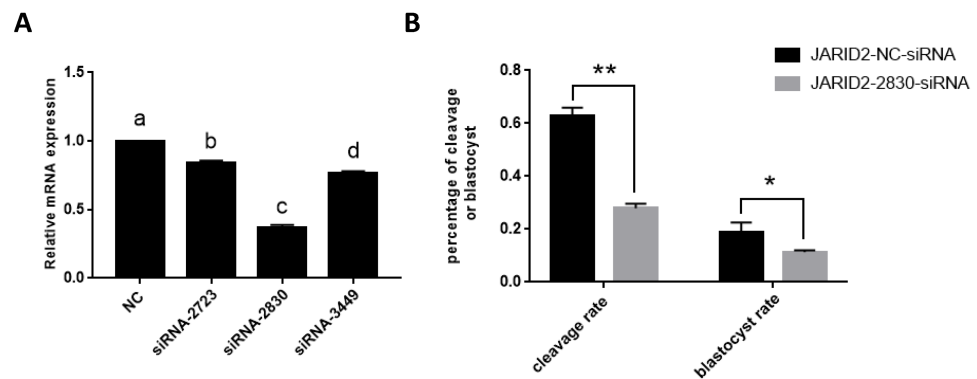 A
Relative mRNA expression
1.5
1.0
0.5
0.0
a
b
c
d
NC
siRNA-2723
siRNA-2830
siRNA-3449
B
JARID2-NC-siRNA
JARID2-2830-siRNA
percentage of cleavage
or blastocyst
0.8
0.6
0.4
0.2
0.0
**
*
cleavage rate
blastocyst rate